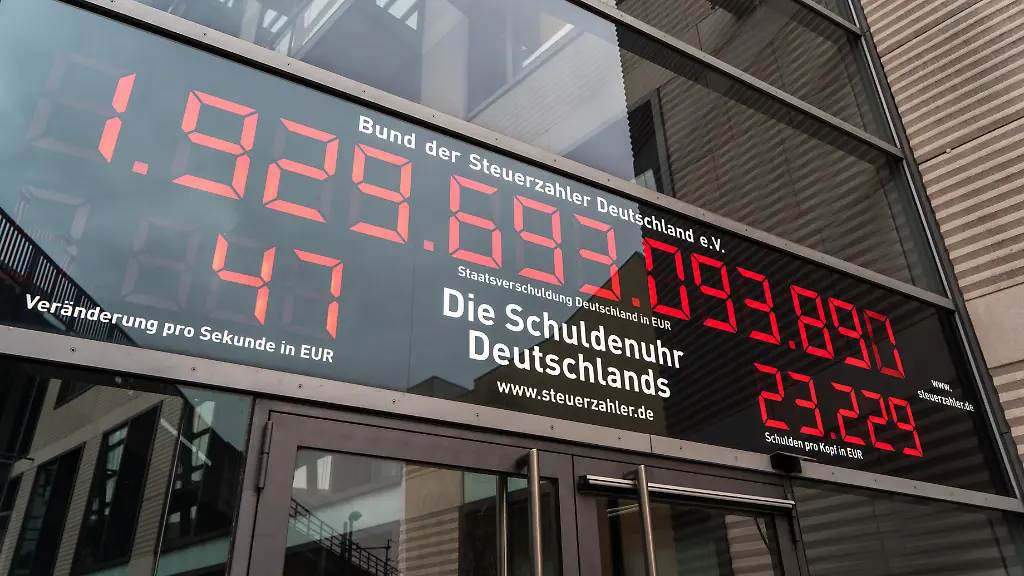 Bund der Steuerzahler Deutschland e.V.
1.929.693.093.890
Staatsverschuldung Deutschland in EUR
47
Veränderung pro Sekunde in EUR
Die Schuldenuhr
Deutschlands
www.steuerzahler.de
23.229
Schulden pro Kopf in EUR
www.
steuerzahler.de